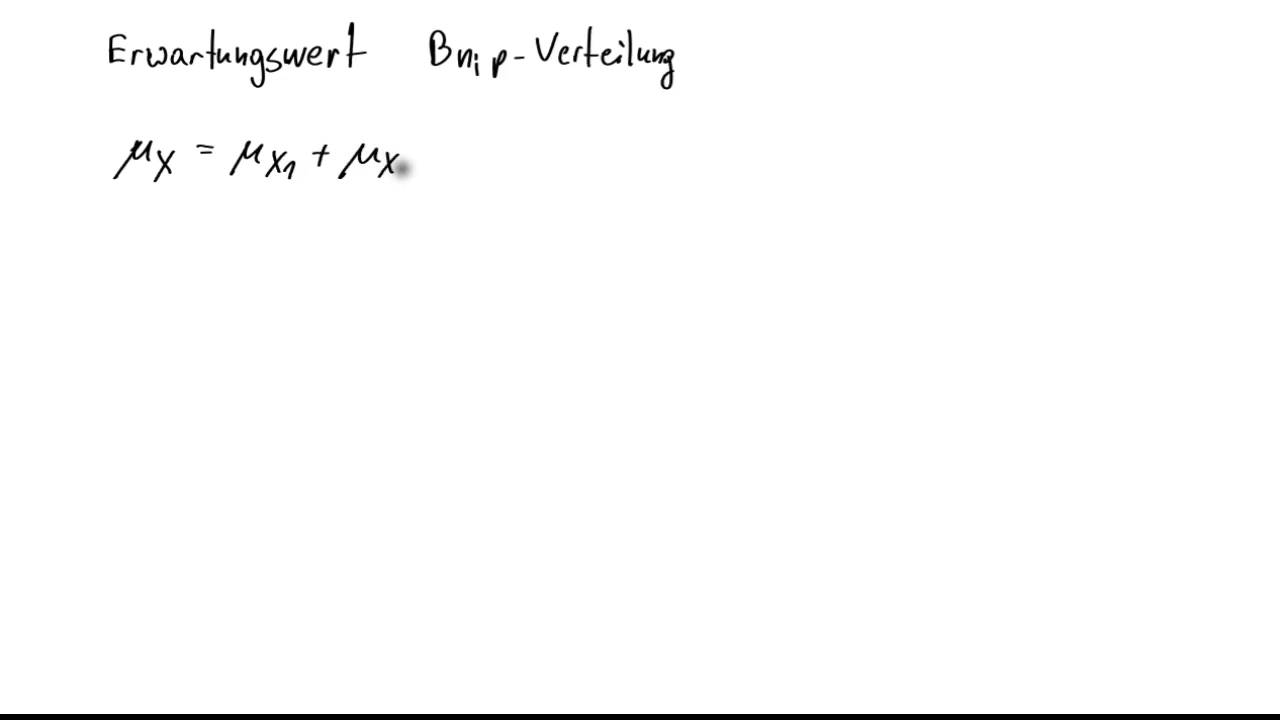 Erwartungswert Bn;p-Verteilung
μx = μx1 + μx